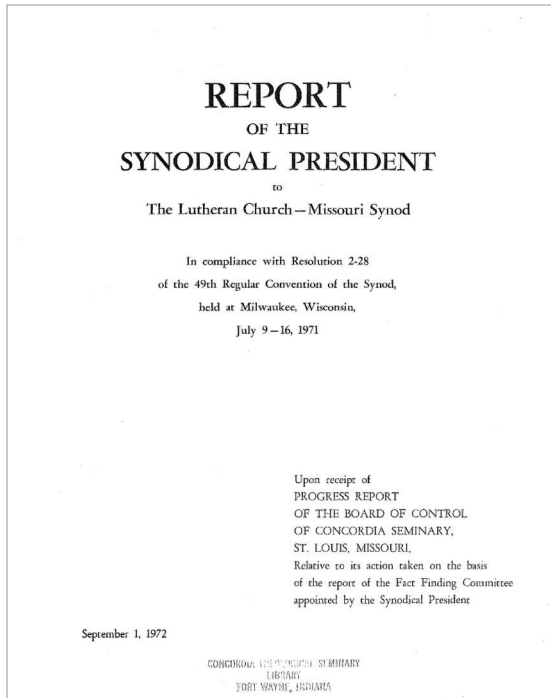 REPORT
OF THE
SYNODICAL PRESIDENT
to
The Lutheran Church—Missouri Synod
In compliance with Resolution 2-28
of the 49th Regular Convention of the Synod,
held at Milwaukee, Wisconsin,
July 9–16, 1971
Upon receipt of
PROGRESS REPORT
OF THE BOARD OF CONTROL
OF CONCORDIA SEMINARY,
ST. LOUIS, MISSOURI,
Relative to its action taken on the basis
of the report of the Fact Finding Committee
appointed by the Synodical President
September 1, 1972
CONCORDIA SEMINARY
LIBRARY
FORT WAYNE, INDIANA